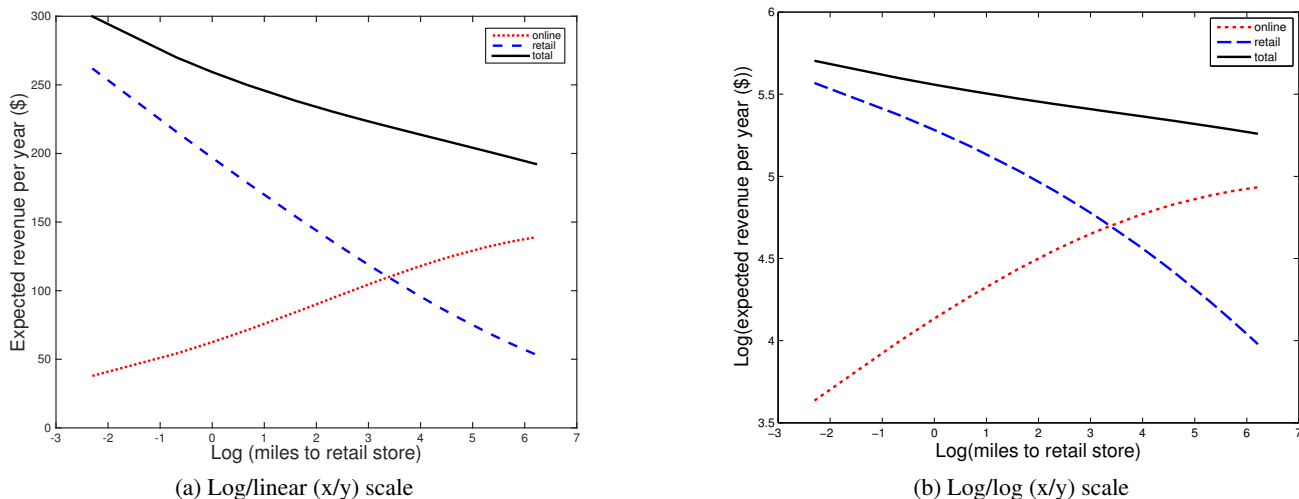 300
250
200
150
100
50
0
Expected revenue per year ($)
online
retail
total
-3 -2 -1 0 1 2 3 4 5 6 7
Log (miles to retail store)
(a) Log/linear (x/y) scale
6
5.5
5
4.5
4
3.5
Log(expected revenue per year ($))
online
retail
total
−3 −2 −1 0 1 2 3 4 5 6 7
Log(miles to retail store)
(b) Log/log (x/y) scale